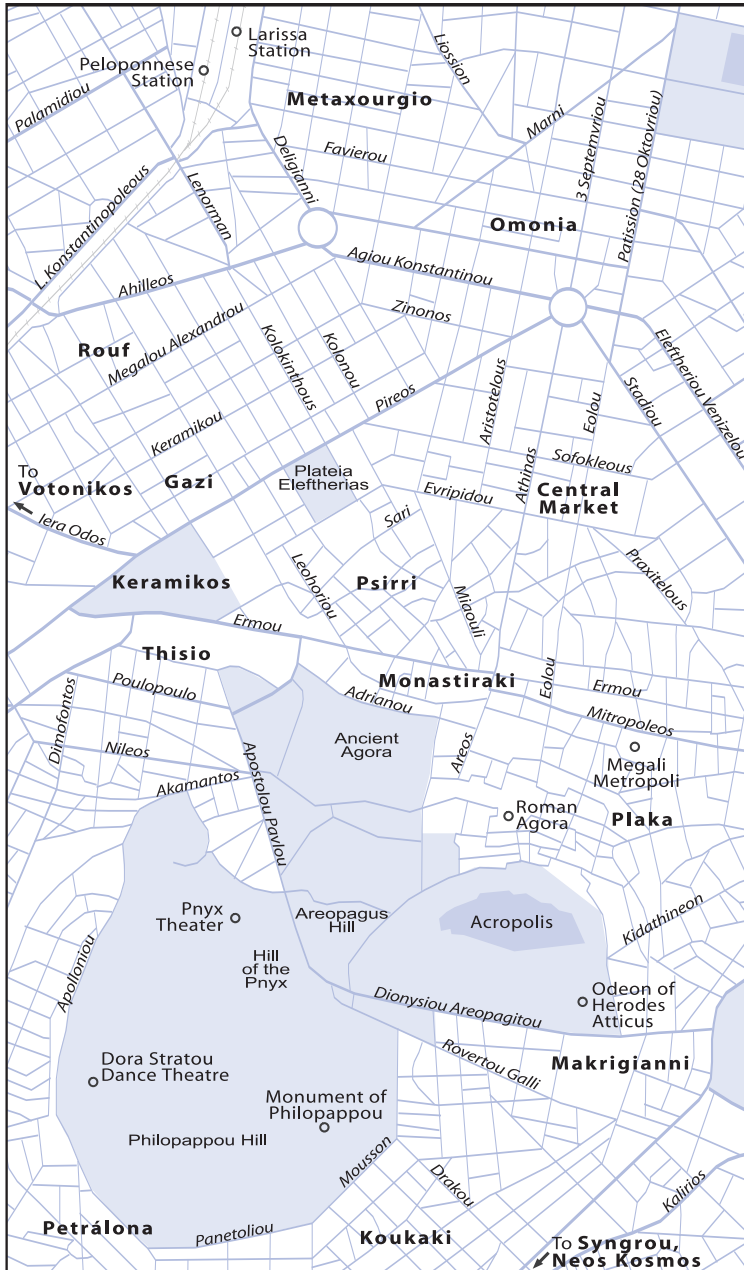 Larissa
Station
Peloponnese
Station
Liossion
Metaxourgio
Palamidiou
Marni
3 Septemvriou
Patission (28 Oktovriou)
Favierou
Deligianni
Lenorman
L.Konstantinopoleous
Omonia
Agiou Konstantinou
Ahilleos
Zinonos
Megalou Alexandrou
Rouf
Kolokinthous
Kolonou
Pireos
Aristotelous
Eolou
Stadiou
Eleftheriou Venizelou
Keramikou
Sofokleous
Athinas
To
Votonikos
Gazi
Plateia
Eleftherias
Evripidou
Central
Market
Iera Odos
Sari
Praxitelous
Keramikos
Leohoriou
Psirri
Miaouli
Ermou
Thisio
Monastiraki
Poulopoulo
Adrianou
Eolou
Ermou
Mitropoleos
Dimofontos
Nileos
Ancient
Agora
Areos
Megali
Metropoli
Akamantos
Apostolou Pavlou
Roman
Agora
Plaka
Pnyx
Theater
Areopagus
Hill
Acropolis
Kidathineon
Hill
of the
Pnyx
Apolloniou
Dionysiou Areopagitou
Odeon of
Herodes
Atticus
Rovertou Galli
Makrigianni
Dora Stratou
Dance Theatre
Monument of
Philopappou
Philopappou Hill
Mousson
Drakou
Kalirios
Petrálona
Panetoliou
Koukaki
To Syngrou,
Neos Kosmos